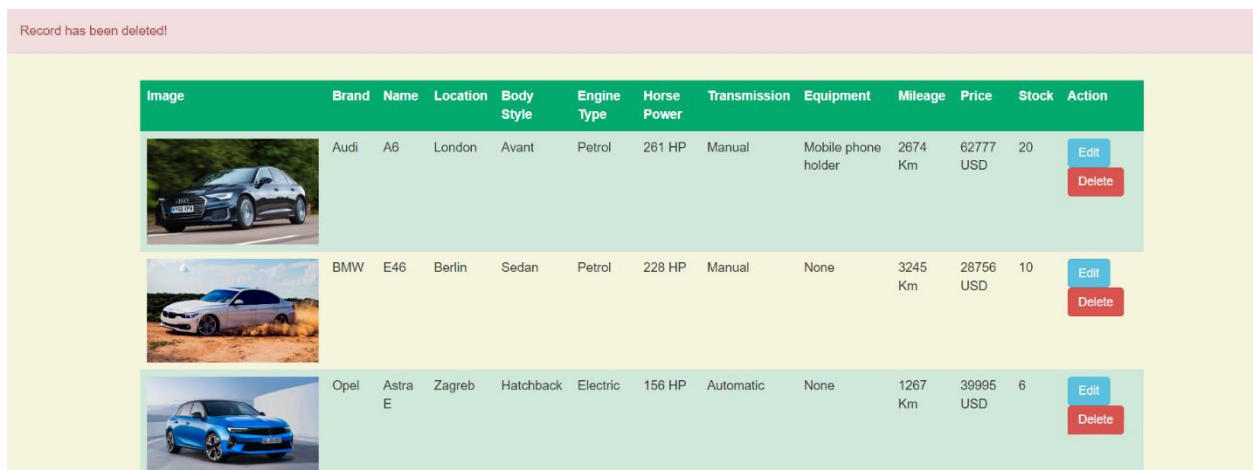 Record has been deleted!
Image Brand Name Location Body Style Engine Type Horse Power Transmission Equipment Mileage Price Stock Action
Audi A6 London Avant Petrol 261 HP Manual Mobile phone holder 2674 Km 62777 USD 20 Edit
Delete
BMW E46 Berlin Sedan Petrol 228 HP Manual None 3245 Km 28756 USD 10 Edit
Delete
Opel Astra E Zagreb Hatchback Electric 156 HP Automatic None 1267 Km 39995 USD 6 Edit
Delete